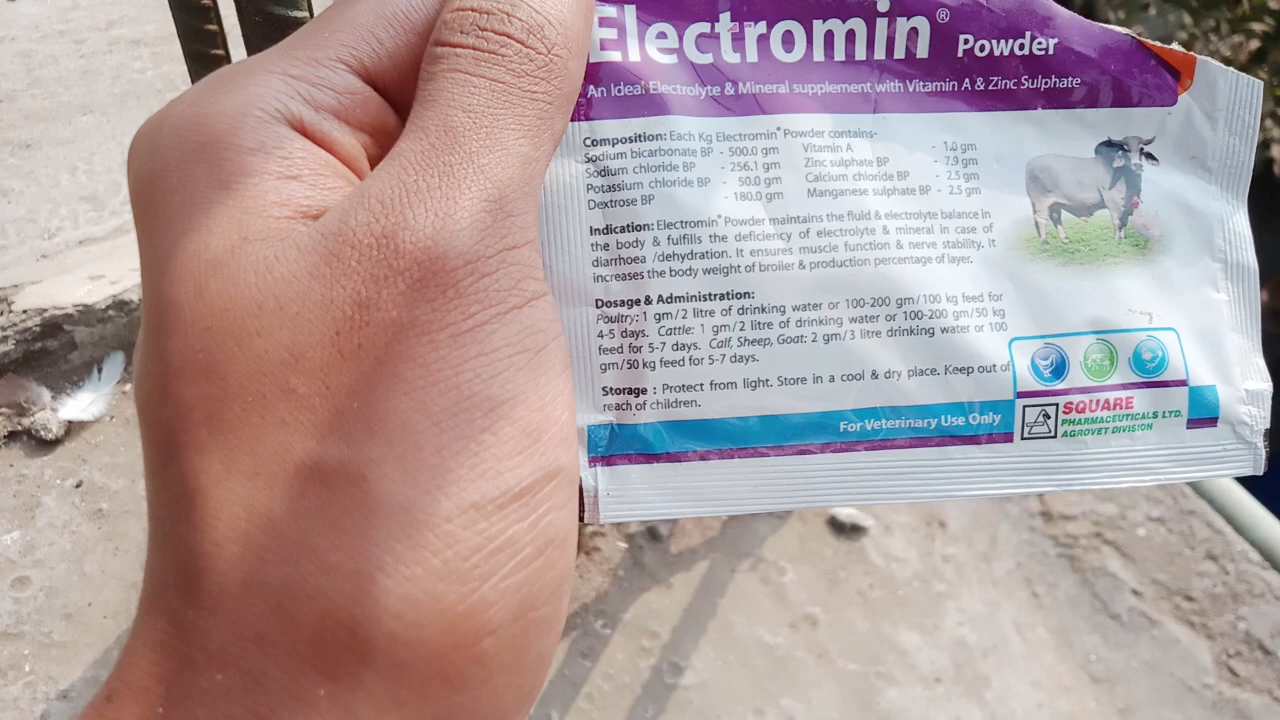 Electromin® Powder
An Ideal Electrolyte & Mineral supplement with Vitamin A & Zinc Sulphate
Composition: Each Kg Electromin® Powder contains-
Sodium bicarbonate BP - 500.0 gm Vitamin A - 1.0 gm
Sodium chloride BP - 256.1 gm Zinc sulphate BP - 7.9 gm
Potassium chloride BP - 50.0 gm Calcium chloride BP - 2.5 gm
Dextrose BP - 180.0 gm Manganese sulphate BP - 2.5 gm
Indication: Electromin® Powder maintains the fluid & electrolyte balance in
the body & fulfills the deficiency of electrolyte & mineral in case of
diarrhoea /dehydration. It ensures muscle function & nerve stability. It
increases the body weight of broiler & production percentage of layer.
Dosage & Administration:
Poultry: 1 gm/2 litre of drinking water or 100-200 gm/100 kg feed for
4-5 days. Cattle: 1 gm/2 litre of drinking water or 100-200 gm/50 kg
feed for 5-7 days. Calf, Sheep, Goat: 2 gm/3 litre drinking water or 100
gm/50 kg feed for 5-7 days.
Storage : Protect from light. Store in a cool & dry place. Keep out of
reach of children.
For Veterinary Use Only
SQUARE
PHARMACEUTICALS LTD.
AGROVET DIVISION